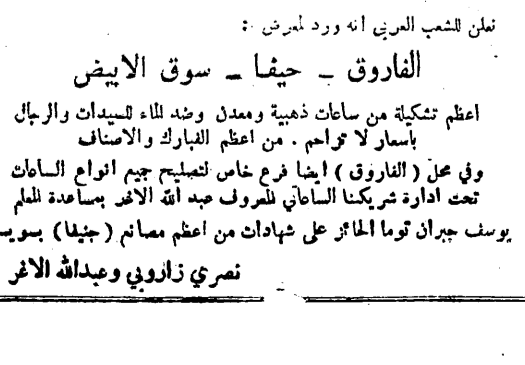 نعلن للشعب العربي أنه ورد لمعرض :
الفاروق - حيفا - سوق الابيض
اعظم تشكيلة من ساعات ذهبية ومعدن وضد الماء للسيدات والرجال
باسعار لا تزاحم . من اعظم الفبارك والاصناف
وفي محل ( الفاروق ) ايضا فرع خاص لتصليح جميع انواع الساعات
تحت ادارة شريكنا الساعاتي المعروف عبد الله الاغر بمساعدة المعلم
يوسف جبران توما الحائز على شهادات من اعظم مصانع ( جنيفا ) بسويس
نصري زاروبي وعبدالله الاغر